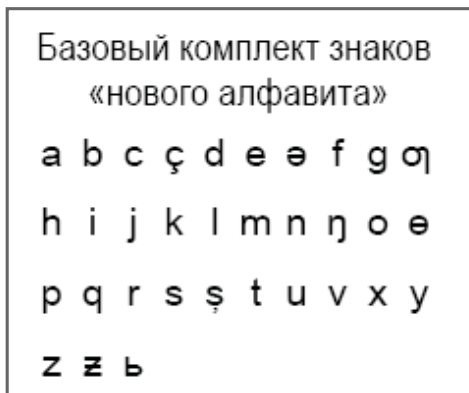 Базовый комплект знаков
«нового алфавита»
a b c ç d e ə f g ƣ
h i j k l m n ŋ o ɵ
p q r s ș t u v x y
z ƶ ь